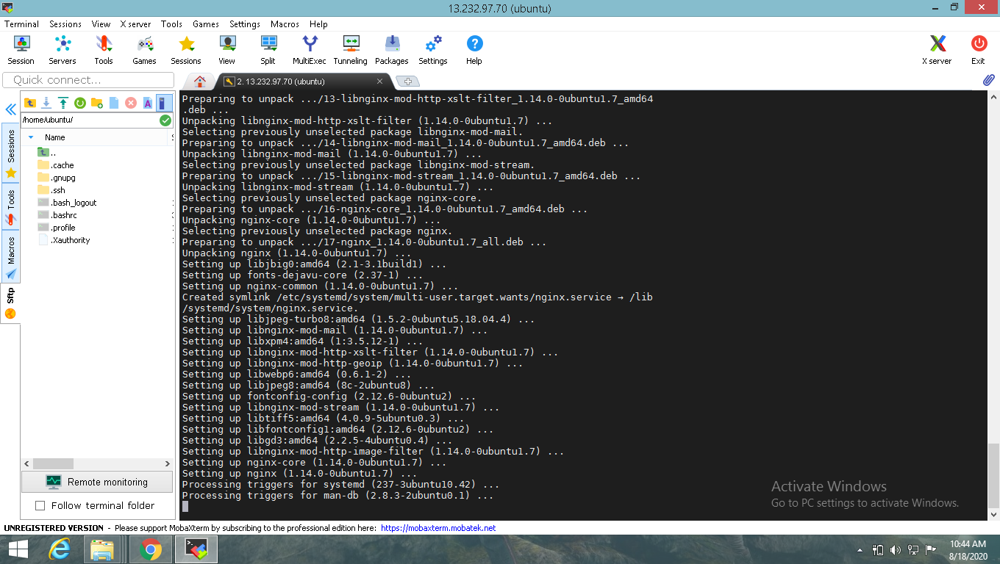 13.232.97.70 (ubuntu)
Terminal Sessions View X server Tools Games Settings Macros Help
Session Servers Tools Games Sessions View Split MultiExec Tunneling Packages Settings Help X server Exit
Quick connect...
2. 13.232.97.70 (ubuntu)
/home/ubuntu/
Name
..
.cache
.gnupg
.ssh
.bash_logout
.bashrc
.profile
.Xauthority
Sessions
Tools
Macros
Sftp
Remote monitoring
Follow terminal folder
Preparing to unpack .../13-libnginx-mod-http-xslt-filter_1.14.0-0ubuntu1.7_amd64
.deb ...
Unpacking libnginx-mod-http-xslt-filter (1.14.0-0ubuntu1.7) ...
Selecting previously unselected package libnginx-mod-mail.
Preparing to unpack .../14-libnginx-mod-mail_1.14.0-0ubuntu1.7_amd64.deb ...
Unpacking libnginx-mod-mail (1.14.0-0ubuntu1.7) ...
Selecting previously unselected package libnginx-mod-stream.
Preparing to unpack .../15-libnginx-mod-stream_1.14.0-0ubuntu1.7_amd64.deb ...
Unpacking libnginx-mod-stream (1.14.0-0ubuntu1.7) ...
Selecting previously unselected package nginx-core.
Preparing to unpack .../16-nginx-core_1.14.0-0ubuntu1.7_amd64.deb ...
Unpacking nginx-core (1.14.0-0ubuntu1.7) ...
Selecting previously unselected package nginx.
Preparing to unpack .../17-nginx_1.14.0-0ubuntu1.7_all.deb ...
Unpacking nginx (1.14.0-0ubuntu1.7) ...
Setting up libjbig0:amd64 (2.1-3.1build1) ...
Setting up fonts-dejavu-core (2.37-1) ...
Setting up nginx-common (1.14.0-0ubuntu1.7) ...
Created symlink /etc/systemd/system/multi-user.target.wants/nginx.service → /lib
/systemd/system/nginx.service.
Setting up libjpeg-turbo8:amd64 (1.5.2-0ubuntu5.18.04.4) ...
Setting up libnginx-mod-mail (1.14.0-0ubuntu1.7) ...
Setting up libxpm4:amd64 (1:3.5.12-1) ...
Setting up libnginx-mod-http-xslt-filter (1.14.0-0ubuntu1.7) ...
Setting up libnginx-mod-http-geoip (1.14.0-0ubuntu1.7) ...
Setting up libwebp6:amd64 (0.6.1-2) ...
Setting up libjpeg8:amd64 (8c-2ubuntu8) ...
Setting up fontconfig-config (2.12.6-0ubuntu2) ...
Setting up libnginx-mod-stream (1.14.0-0ubuntu1.7) ...
Setting up libtiff5:amd64 (4.0.9-5ubuntu0.3) ...
Setting up libfontconfig1:amd64 (2.12.6-0ubuntu2) ...
Setting up libgd3:amd64 (2.2.5-4ubuntu0.4) ...
Setting up libnginx-mod-http-image-filter (1.14.0-0ubuntu1.7) ...
Setting up nginx-core (1.14.0-0ubuntu1.7) ...
Setting up nginx (1.14.0-0ubuntu1.7) ...
Processing triggers for systemd (237-3ubuntu10.42) ...
Processing triggers for man-db (2.8.3-2ubuntu0.1) ...
Activate Windows
Go to PC settings to activate Windows.
UNREGISTERED VERSION - Please support MobaXterm by subscribing to the professional edition here: https://mobaxterm.mobatek.net
10:44 AM
8/18/2020